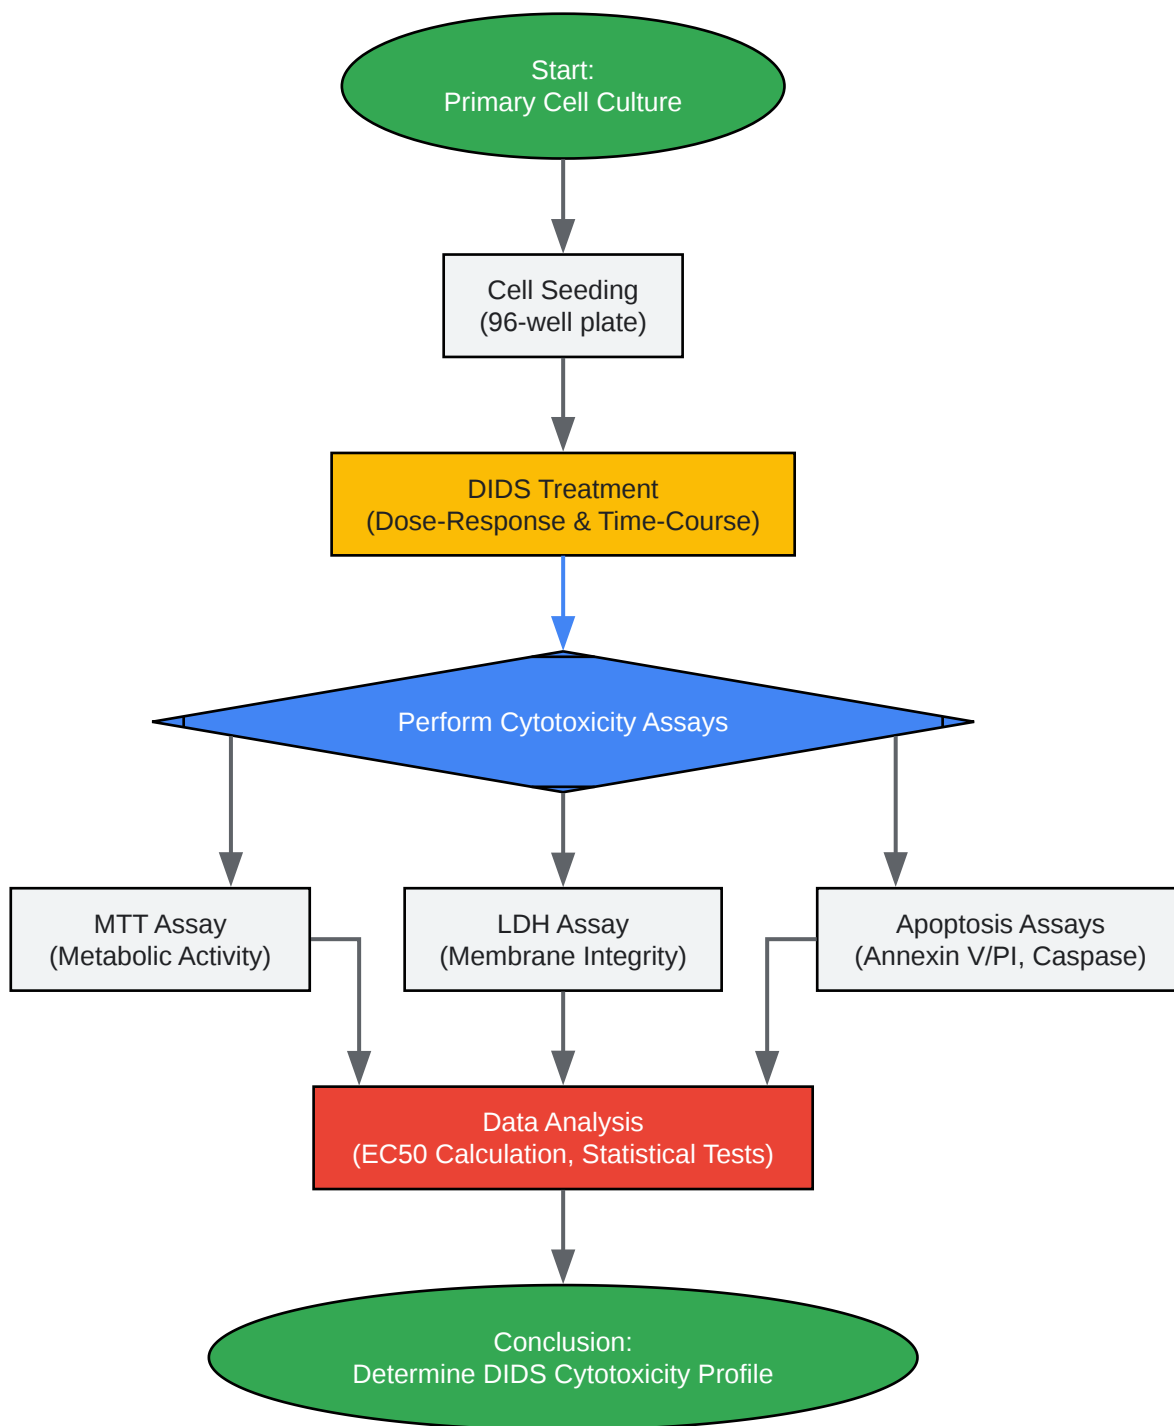 Start:
Primary Cell Culture
Cell Seeding
(96-well plate)
DIDS Treatment
(Dose-Response & Time-Course)
Perform Cytotoxicity Assays
MTT Assay
(Metabolic Activity)
LDH Assay
(Membrane Integrity)
Apoptosis Assays
(Annexin V/PI, Caspase)
Data Analysis
(EC50 Calculation, Statistical Tests)
Conclusion:
Determine DIDS Cytotoxicity Profile